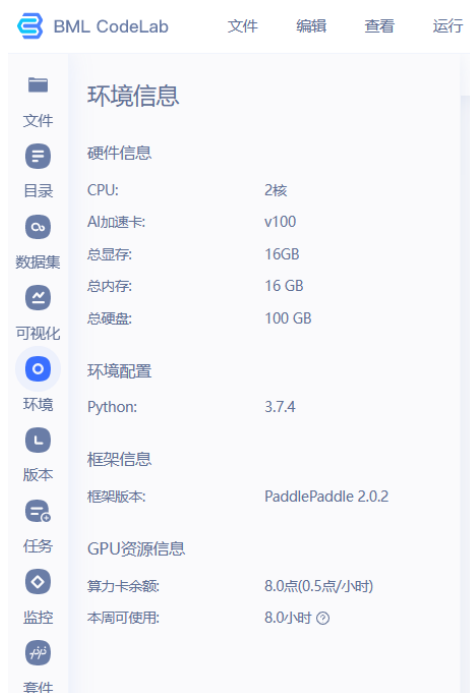 BML CodeLab 文件 编辑 查看 运行
文件
目录
数据集
可视化
环境
版本
任务
监控
套件
环境信息
硬件信息
CPU: 2核
AI加速卡: v100
总显存: 16GB
总内存: 16 GB
总硬盘: 100 GB
环境配置
Python: 3.7.4
框架信息
框架版本: PaddlePaddle 2.0.2
GPU资源信息
算力卡余额: 8.0点(0.5点/小时)
本周可使用: 8.0小时 ?